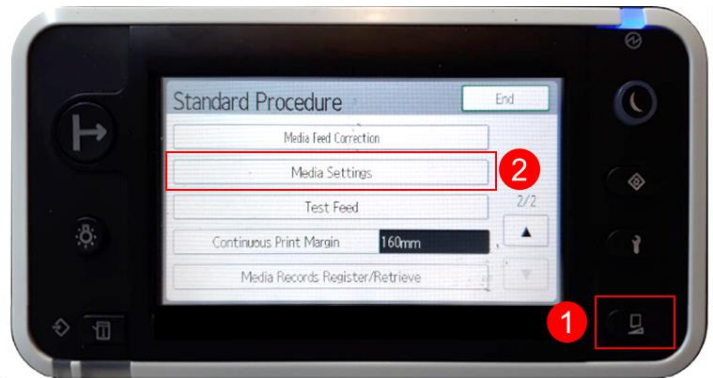 Standard Procedure
End
Media Feed Correction
Media Settings
2
Test Feed
2/2
Continuous Print Margin
160mm
Media Records Register/Retrieve
1